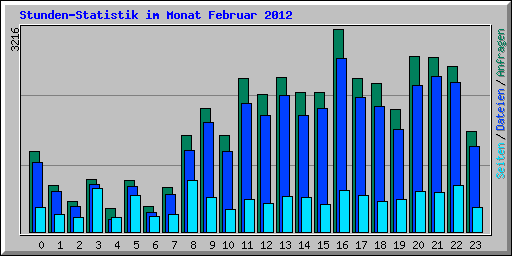 Stunden-Statistik im Monat Februar 2012
3216
Seiten / Dateien / Anfragen
0 1 2 3 4 5 6 7 8 9 10 11 12 13 14 15 16 17 18 19 20 21 22 23